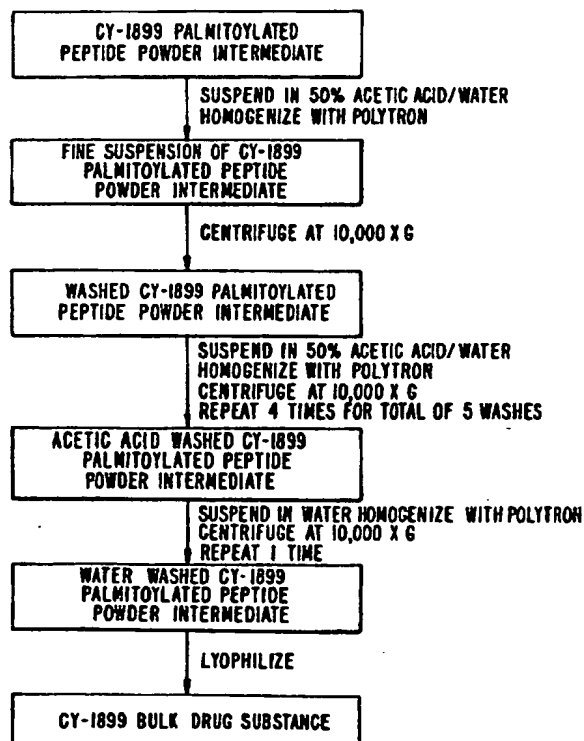 CY-1899 PALMITOYLATED
PEPTIDE POWDER INTERMEDIATE
SUSPEND IN 50% ACETIC ACID/WATER
HOMOGENIZE WITH POLYTRON
FINE SUSPENSION OF CY-1899
PALMITOYLATED PEPTIDE
POWDER INTERMEDIATE
CENTRIFUGE AT 10,000 X G
WASHED CY-1899 PALMITOYLATED
PEPTIDE POWDER INTERMEDIATE
SUSPEND IN 50% ACETIC ACID/WATER
HOMOGENIZE WITH POLYTRON
CENTRIFUGE AT 10,000 X G
REPEAT 4 TIMES FOR TOTAL OF 5 WASHES
ACETIC ACID WASHED CY-1899
PALMITOYLATED PEPTIDE
POWDER INTERMEDIATE
SUSPEND IN WATER HOMOGENIZE WITH POLYTRON
CENTRIFUGE AT 10,000 X G
REPEAT 1 TIME
WATER WASHED CY-1899
PALMITOYLATED PEPTIDE
POWDER INTERMEDIATE
LYOPHILIZE
CY-1899 BULK DRUG SUBSTANCE